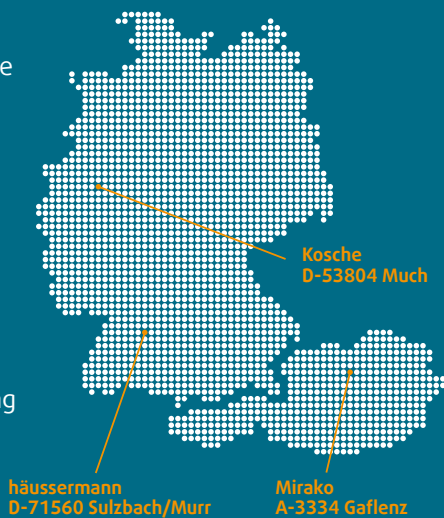 e
Kosche
D-53804 Much
g
häussermann
D-71560 Sulzbach/Murr
Mirako
A-3334 Gaflenz